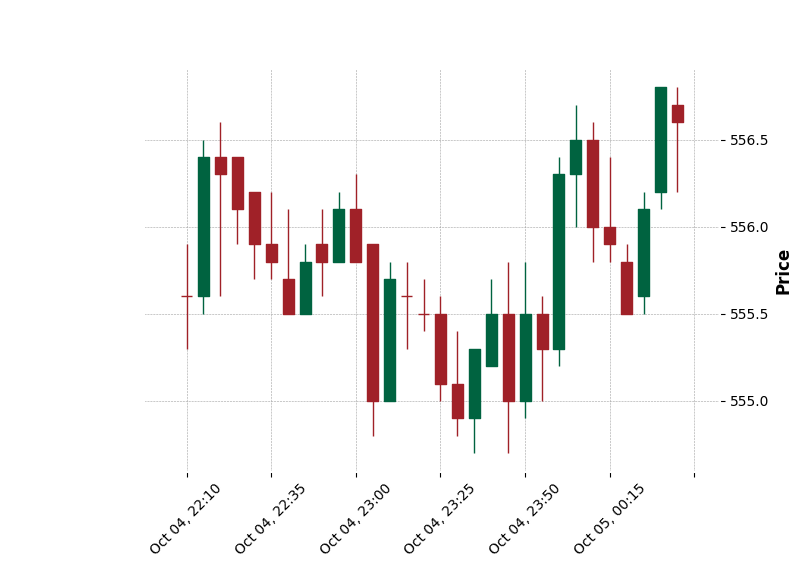 556.5
556.0
Price
555.5
555.0
Oct 04, 22:10
Oct 04, 22:35
Oct 04, 23:00
Oct 04, 23:25
Oct 04, 23:50
Oct 05, 00:15